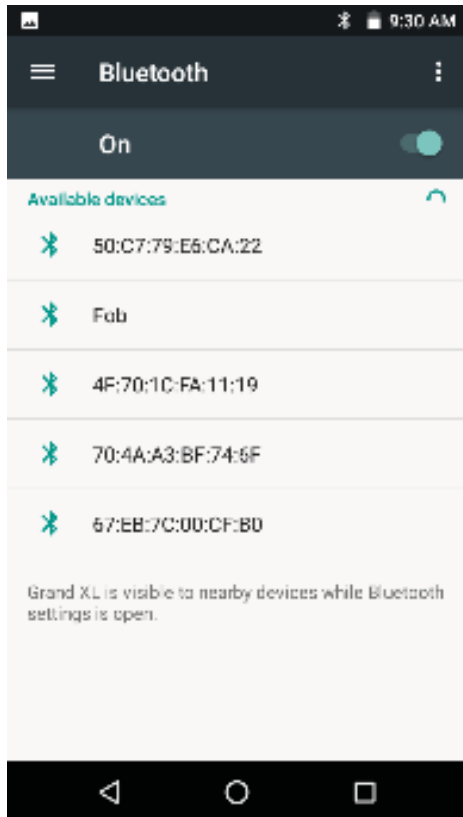 9:30 AM
Bluetooth
On
Available devices
50:C7:79:E6:CA:22
Fob
4F:70:1C:FA:11:19
70:4A:A3:BF:74:6F
67:EB:7C:00:CF:BD
Grand XL is visible to nearby devices while Bluetooth
settings is open.